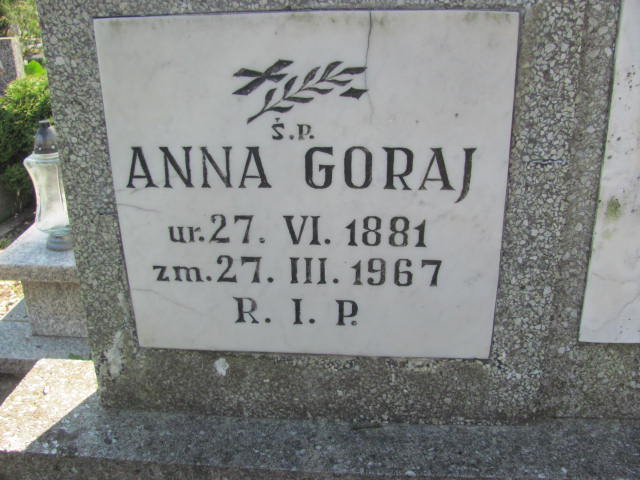 Ś.P.
ANNA GORAJ
ur. 27. VI. 1881
zm. 27. III. 1967
R. I. P.